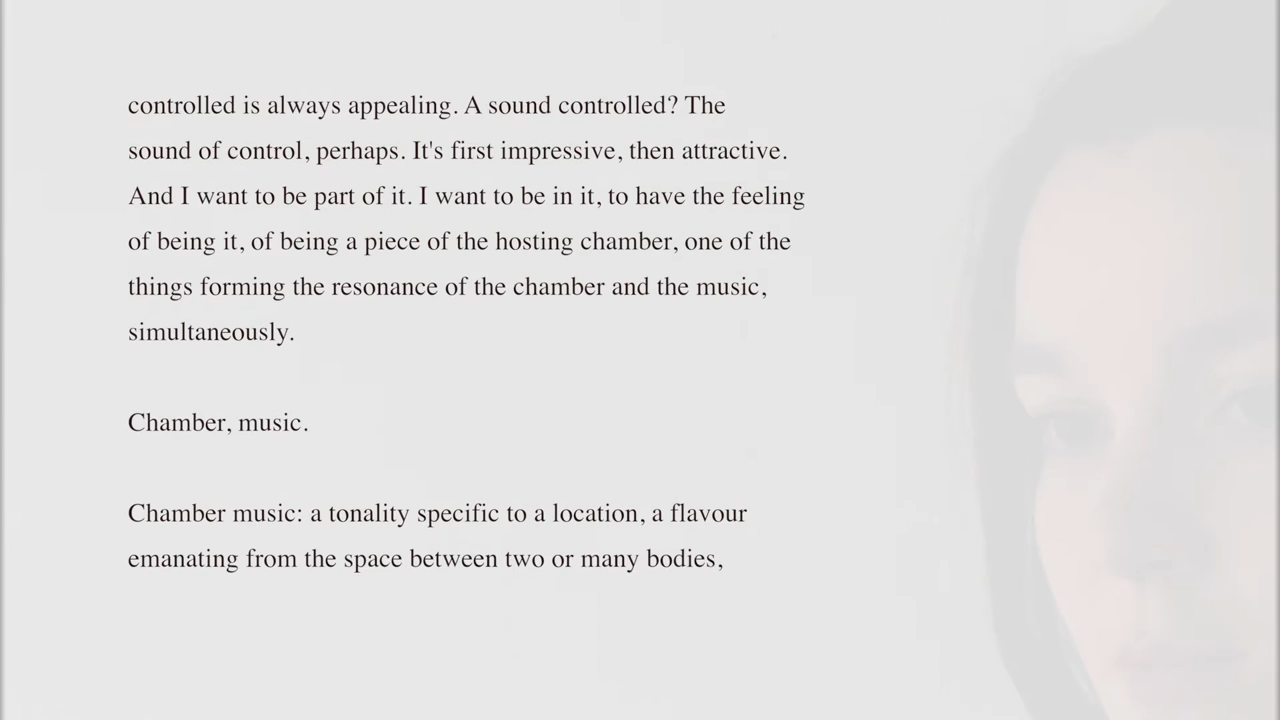 controlled is always appealing. A sound controlled? The
sound of control, perhaps. It's first impressive, then attractive.
And I want to be part of it. I want to be in it, to have the feeling
of being it, of being a piece of the hosting chamber, one of the
things forming the resonance of the chamber and the music,
simultaneously.
Chamber, music.
Chamber music: a tonality specific to a location, a flavour
emanating from the space between two or many bodies,